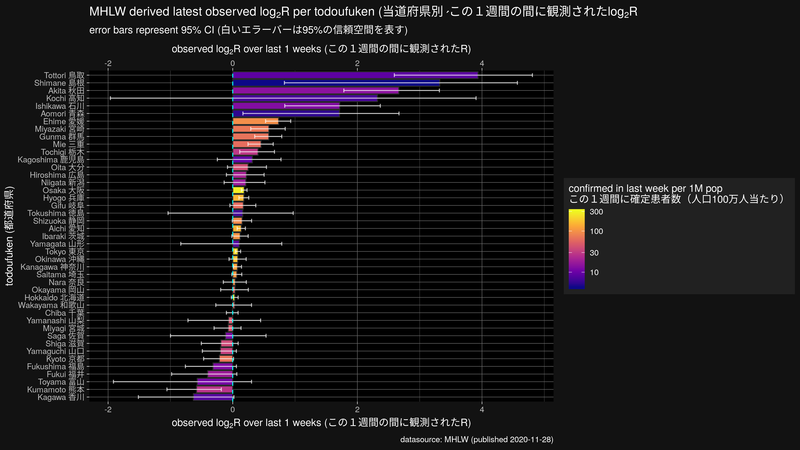 MHLW derived latest observed log2R per todoufuken (当道府県別 -この１週間の間に観測されたlog2R
error bars represent 95% CI (白いエラーバーは95%の信頼空間を表す)
observed log2R over last 1 weeks (この１週間の間に観測されたR)
-2 0 2 4
todoufuken (都道府県)
Tottori 鳥取
Shimane 島根
Akita 秋田
Kochi 高知
Ishikawa 石川
Aomori 青森
Ehime 愛媛
Miyazaki 宮崎
Gunma 群馬
Mie 三重
Tochigi 栃木
Kagoshima 鹿児島
Oita 大分
Hiroshima 広島
Niigata 新潟
Osaka 大阪
Hyogo 兵庫
Gifu 岐阜
Tokushima 徳島
Shizuoka 静岡
Aichi 愛知
Ibaraki 茨城
Yamagata 山形
Tokyo 東京
Okinawa 沖縄
Kanagawa 神奈川
Saitama 埼玉
Nara 奈良
Okayama 岡山
Hokkaido 北海道
Wakayama 和歌山
Chiba 千葉
Yamanashi 山梨
Miyagi 宮城
Saga 佐賀
Shiga 滋賀
Yamaguchi 山口
Kyoto 京都
Fukushima 福島
Fukui 福井
Toyama 富山
Kumamoto 熊本
Kagawa 香川
-2 0 2 4
observed log2R over last 1 weeks (この１週間の間に観測されたR)
confirmed in last week per 1M pop
この１週間に確定患者数（人口100万人当たり）
300
100
30
10
datasource: MHLW (published 2020-11-28)